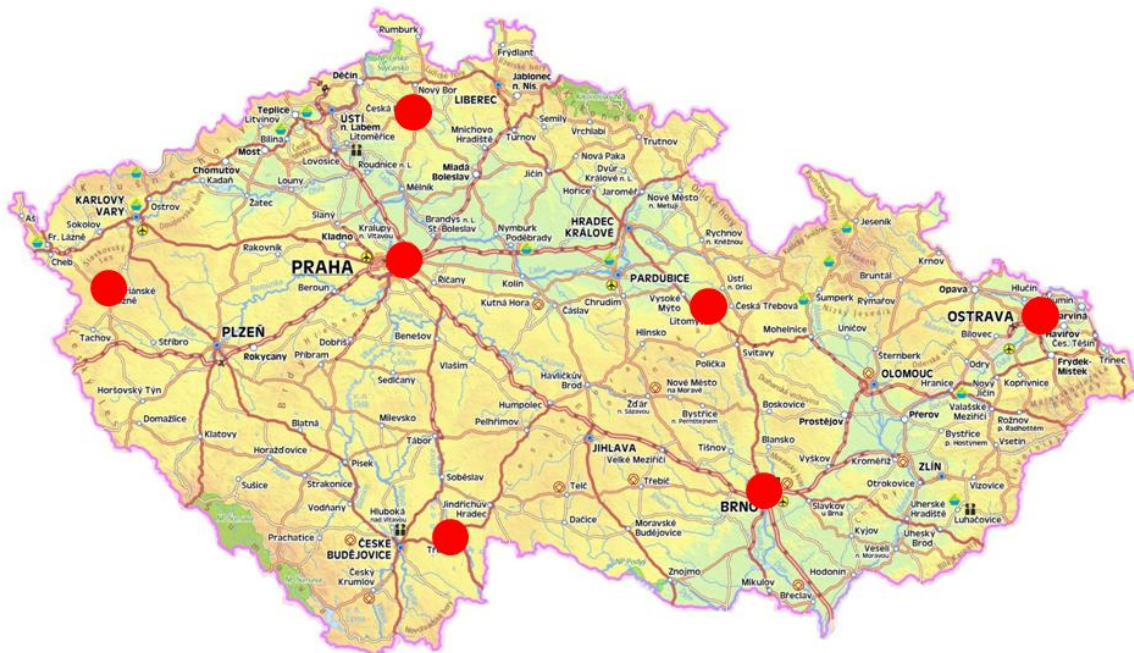 Rumburk
Frýdlant
Děčín
Jablonec
n. Nis.
Nový Bor
LIBEREC
Teplice
Litvínov
ÚSTÍ
n. Labem
Česká
Bílina
Litoměřice
Mnichovo
Hradiště
Turnov
Semily
Vrchlabí
Trutnov
Most
Lovosice
Chomutov
Kadaň
Roudnice n. L.
Mladá
Boleslav
Jičín
Nová Paka
Dvůr
Králové n. L.
Louny
Mělník
Hořice
Jaroměř
Nové Město
n. Metují
Orlické hory
KARLOVY
VARY
Ostrov
Žatec
Aš
Sokolov
Fr. Lázně
Cheb
Slaný
Kralupy
n. Vltavou
Brandýs n. L.
St. Boleslav
Nymburk
Poděbrady
HRADEC
KRÁLOVÉ
Rychnov
n. Kněžnou
Jeseník
Rakovník
Kladno
PRAHA
Beroun
Říčany
Kolín
PARDUBICE
Ústí
n. Orlicí
Krnov
Bruntál
Kutná Hora
Čáslav
Chrudim
Vysoké
Mýto
Litomy
Česká Třebová
Šumperk
Rýmařov
Nízký Jeseník
Opava
Hlučín
OSTRAVA
Bílovec
Havířov
Čes. Těšín
Třinec
Tachov
Stříbro
PLZEŇ
Rokycany
Dobříš
Příbram
Benešov
Vlašim
Hlinsko
Svitavy
Mohelnice
Uničov
Šternberk
Odry
Frýdek-
Místek
Polička
OLOMOUC
Hranice
Nový
Jičín
Kopřivnice
Horšovský Týn
Domažlice
Sedlčany
Havlíčkův
Brod
Nové Město
na Moravě
Žďár
n. Sázavou
Humpolec
Boskovice
Prostějov
Přerov
Valašské
Meziříčí
Rožnov
p. Radhoštěm
Blatná
Milevsko
Pelhřimov
Bystřice
n. Pernštejnem
Bystřice
p. Hostýnem
Vsetín
Klatovy
Horažďovice
Písek
Tábor
JIHLAVA
Velké Meziříčí
Tišnov
Blansko
Vyškov
Kroměříž
ZLÍN
Sušice
Strakonice
Soběslav
Telč
Třebíč
Otrokovice
Vizovice
Vodňany
Hluboká
nad Vltavou
Jindřichův
Hradec
BRNO
Slavkov
u Brna
Uherské
Hradiště
Luhačovice
Dačice
Moravské
Budějovice
Kyjov
Uherský
Brod
Prachatice
ČESKÉ
BUDĚJOVICE
Veselí
n. Moravou
NP Podyjí
Znojmo
Hodonín
Český
Krumlov
Mikulov
Břeclav